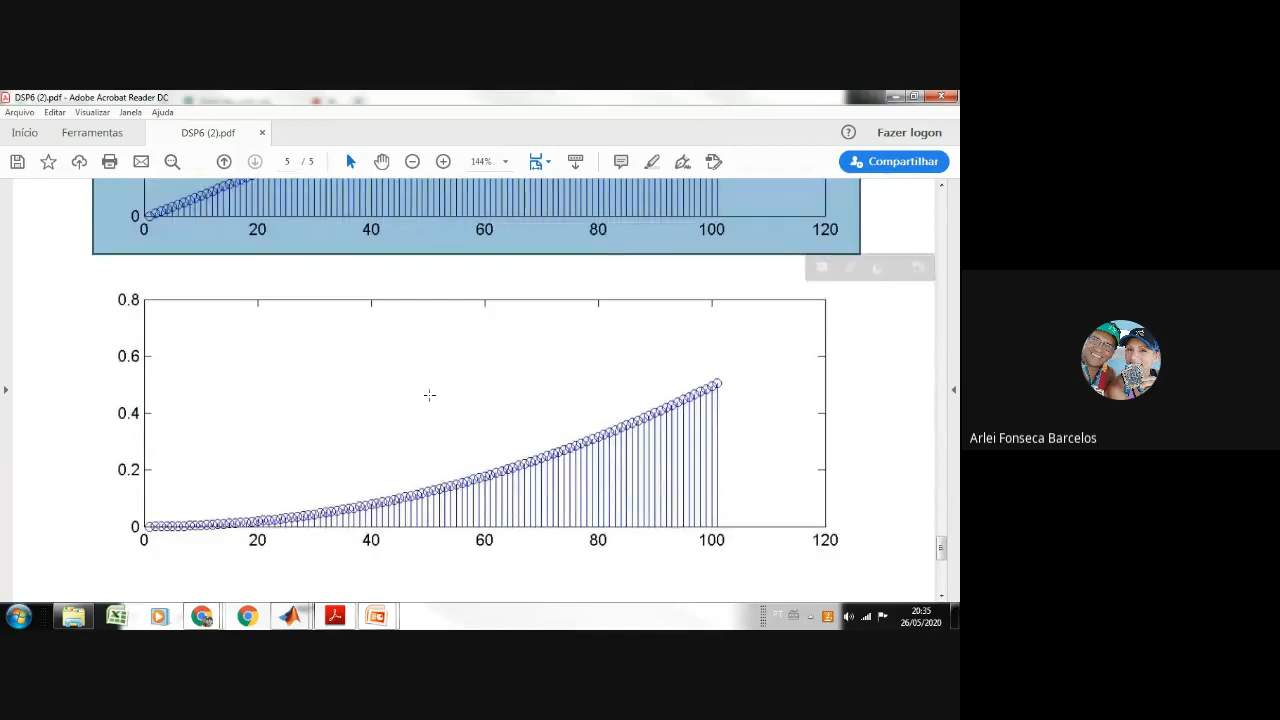 DSP6 (2).pdf - Adobe Acrobat Reader DC
Arquivo Editar Visualizar Janela Ajuda
Início Ferramentas DSP6 (2).pdf × ? Fazer logon
5 / 5 144% Compartilhar
0
0 20 40 60 80 100 120
0.8
0.6
0.4
0.2
0
0 20 40 60 80 100 120
Arlei Fonseca Barcelos
PT 20:35
26/05/2020